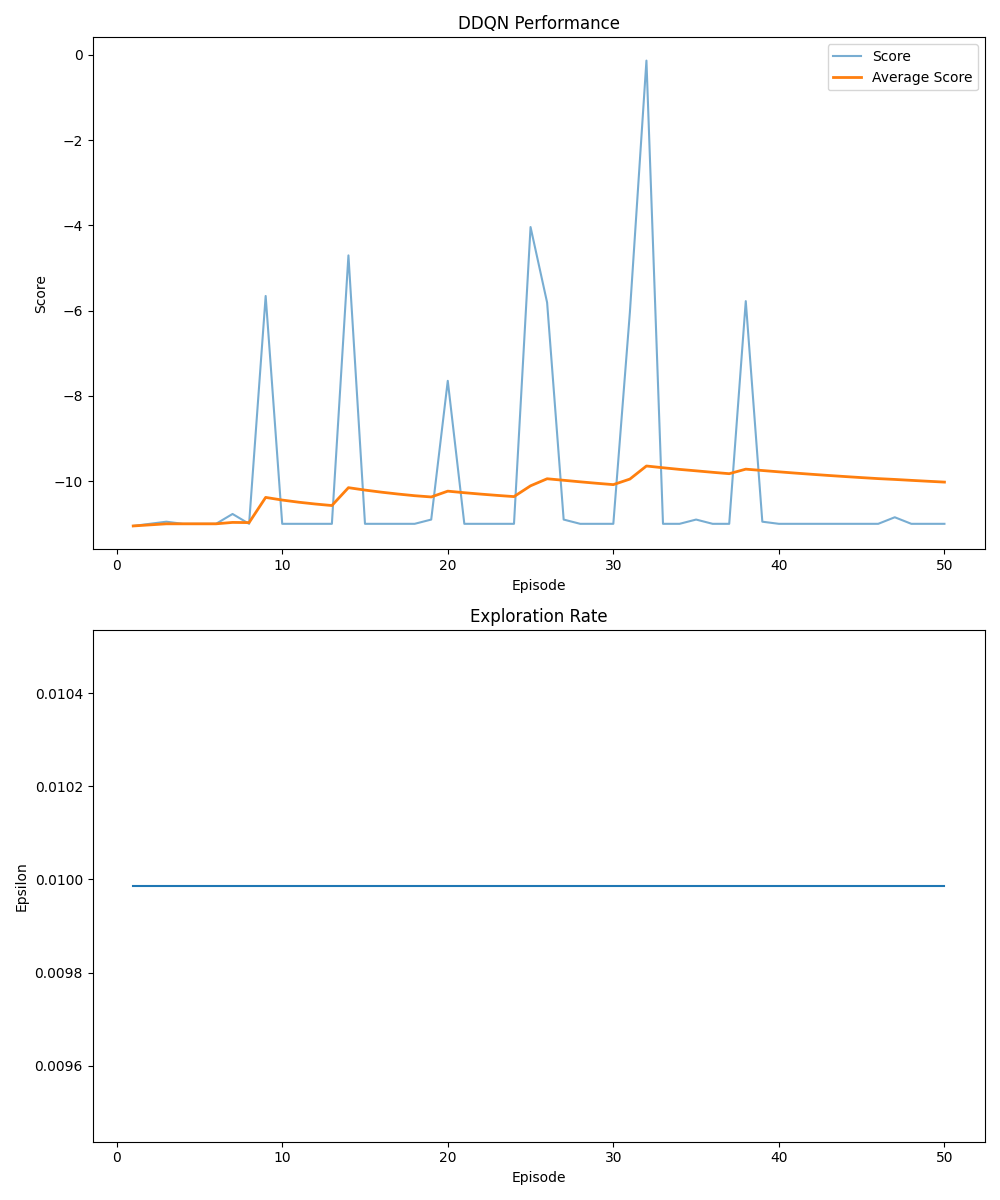 DDQN Performance
Score
Average Score
0
−2
−4
−6
−8
−10
Score
0 10 20 30 40 50
Episode
Exploration Rate
0.0104
0.0102
0.0100
0.0098
0.0096
Epsilon
0 10 20 30 40 50
Episode